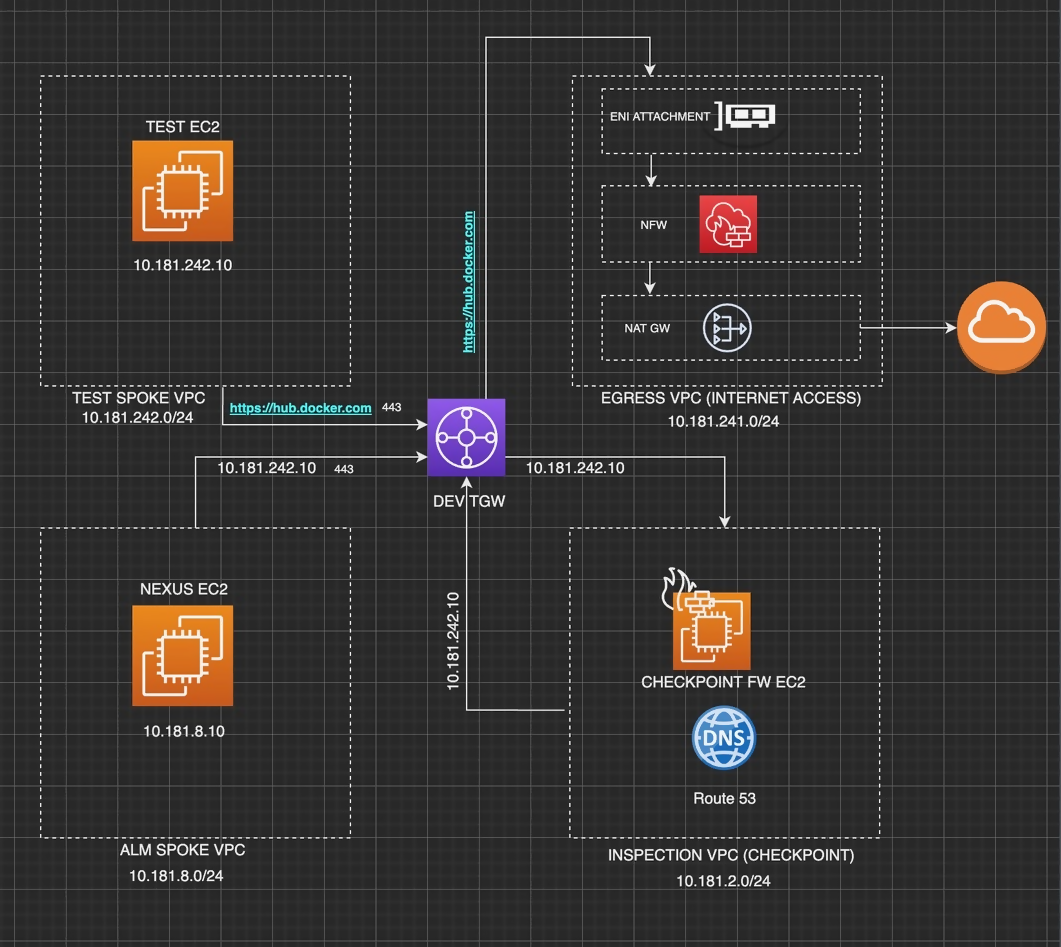 TEST EC2
10.181.242.10
TEST SPOKE VPC
10.181.242.0/24
https://hub.docker.com 443
https://hub.docker.com
ENI ATTACHMENT
NFW
NAT GW
EGRESS VPC (INTERNET ACCESS)
10.181.241.0/24
10.181.242.10 443
DEV TGW
10.181.242.10
10.181.242.10
NEXUS EC2
10.181.8.10
ALM SPOKE VPC
10.181.8.0/24
CHECKPOINT FW EC2
DNS
Route 53
INSPECTION VPC (CHECKPOINT)
10.181.2.0/24